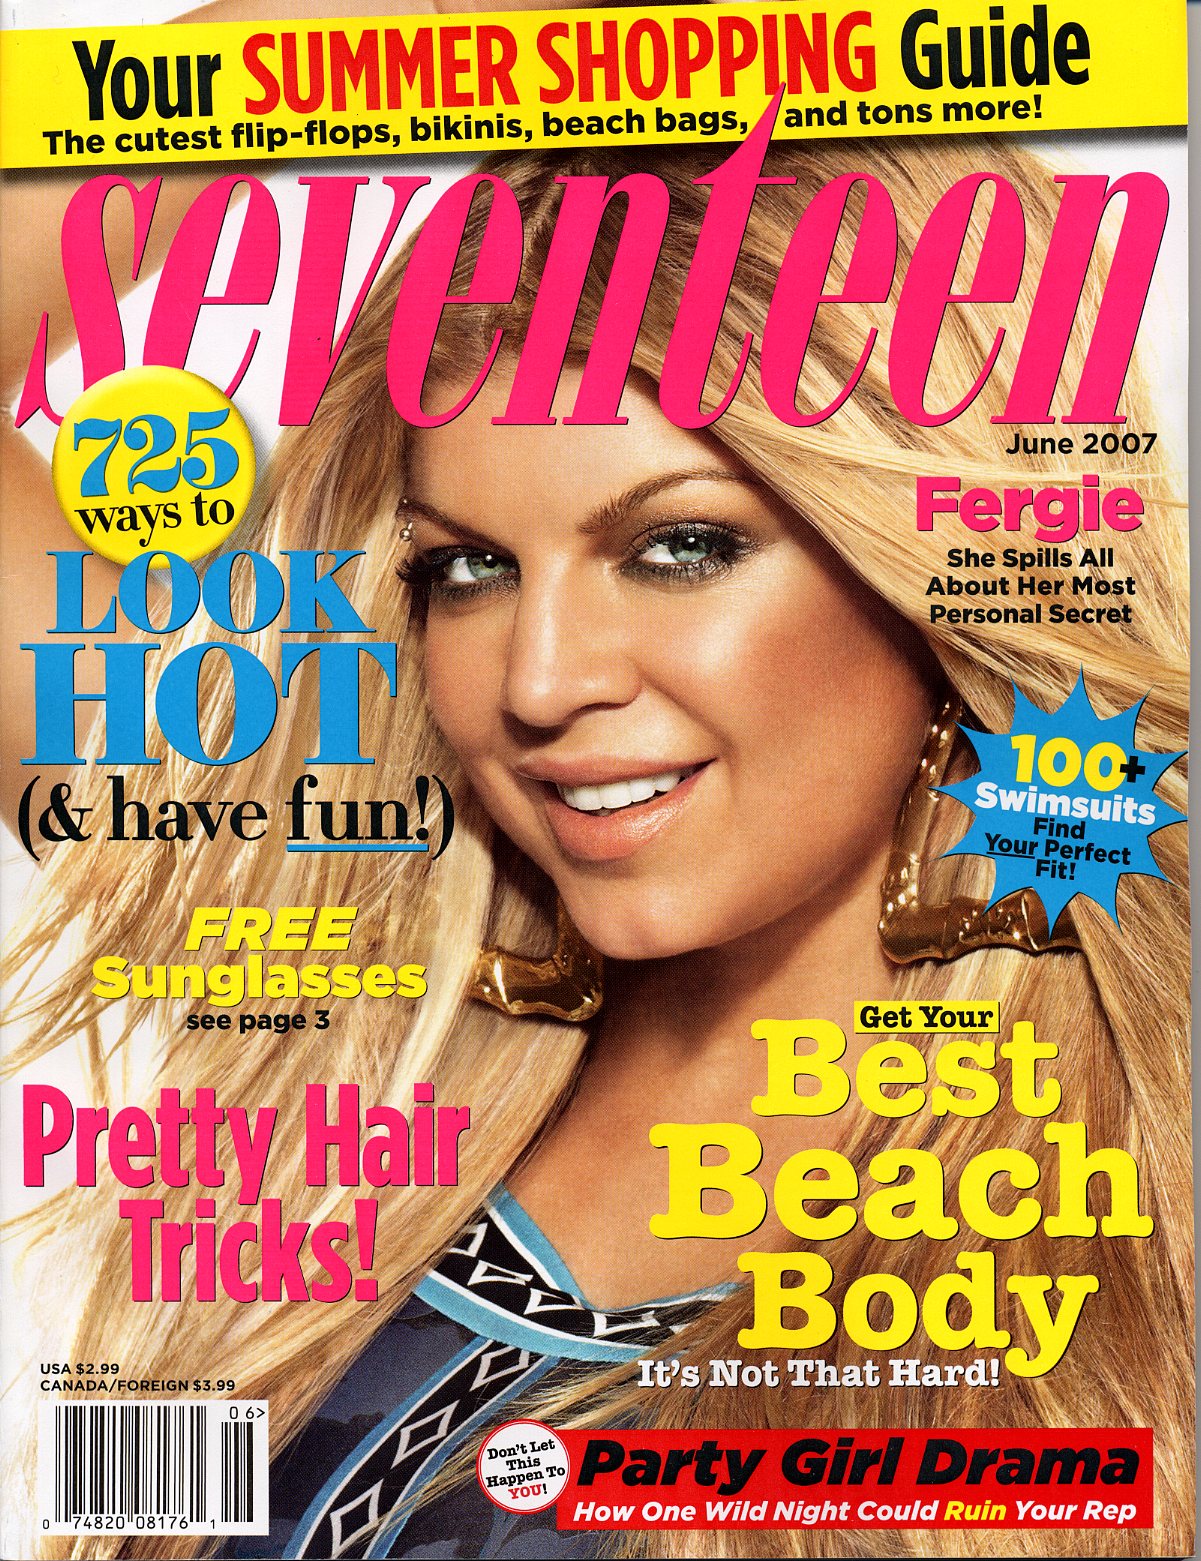 Your SUMMER SHOPPING Guide
The cutest flip-flops, bikinis, beach bags, and tons more!
seventeen
June 2007
Fergie
She Spills All
About Her Most
Personal Secret
725
ways to
LOOK
HOT
(& have fun!)
100+
Swimsuits
Find
Your Perfect
Fit!
FREE
Sunglasses
see page 3
Get Your
Best
Beach
Body
It's Not That Hard!
Pretty Hair
Tricks!
USA $2.99
CANADA/FOREIGN $3.99
06>
0 74820 08176 1
Don't Let
This
Happen To
YOU!
Party Girl Drama
How One Wild Night Could Ruin Your Rep